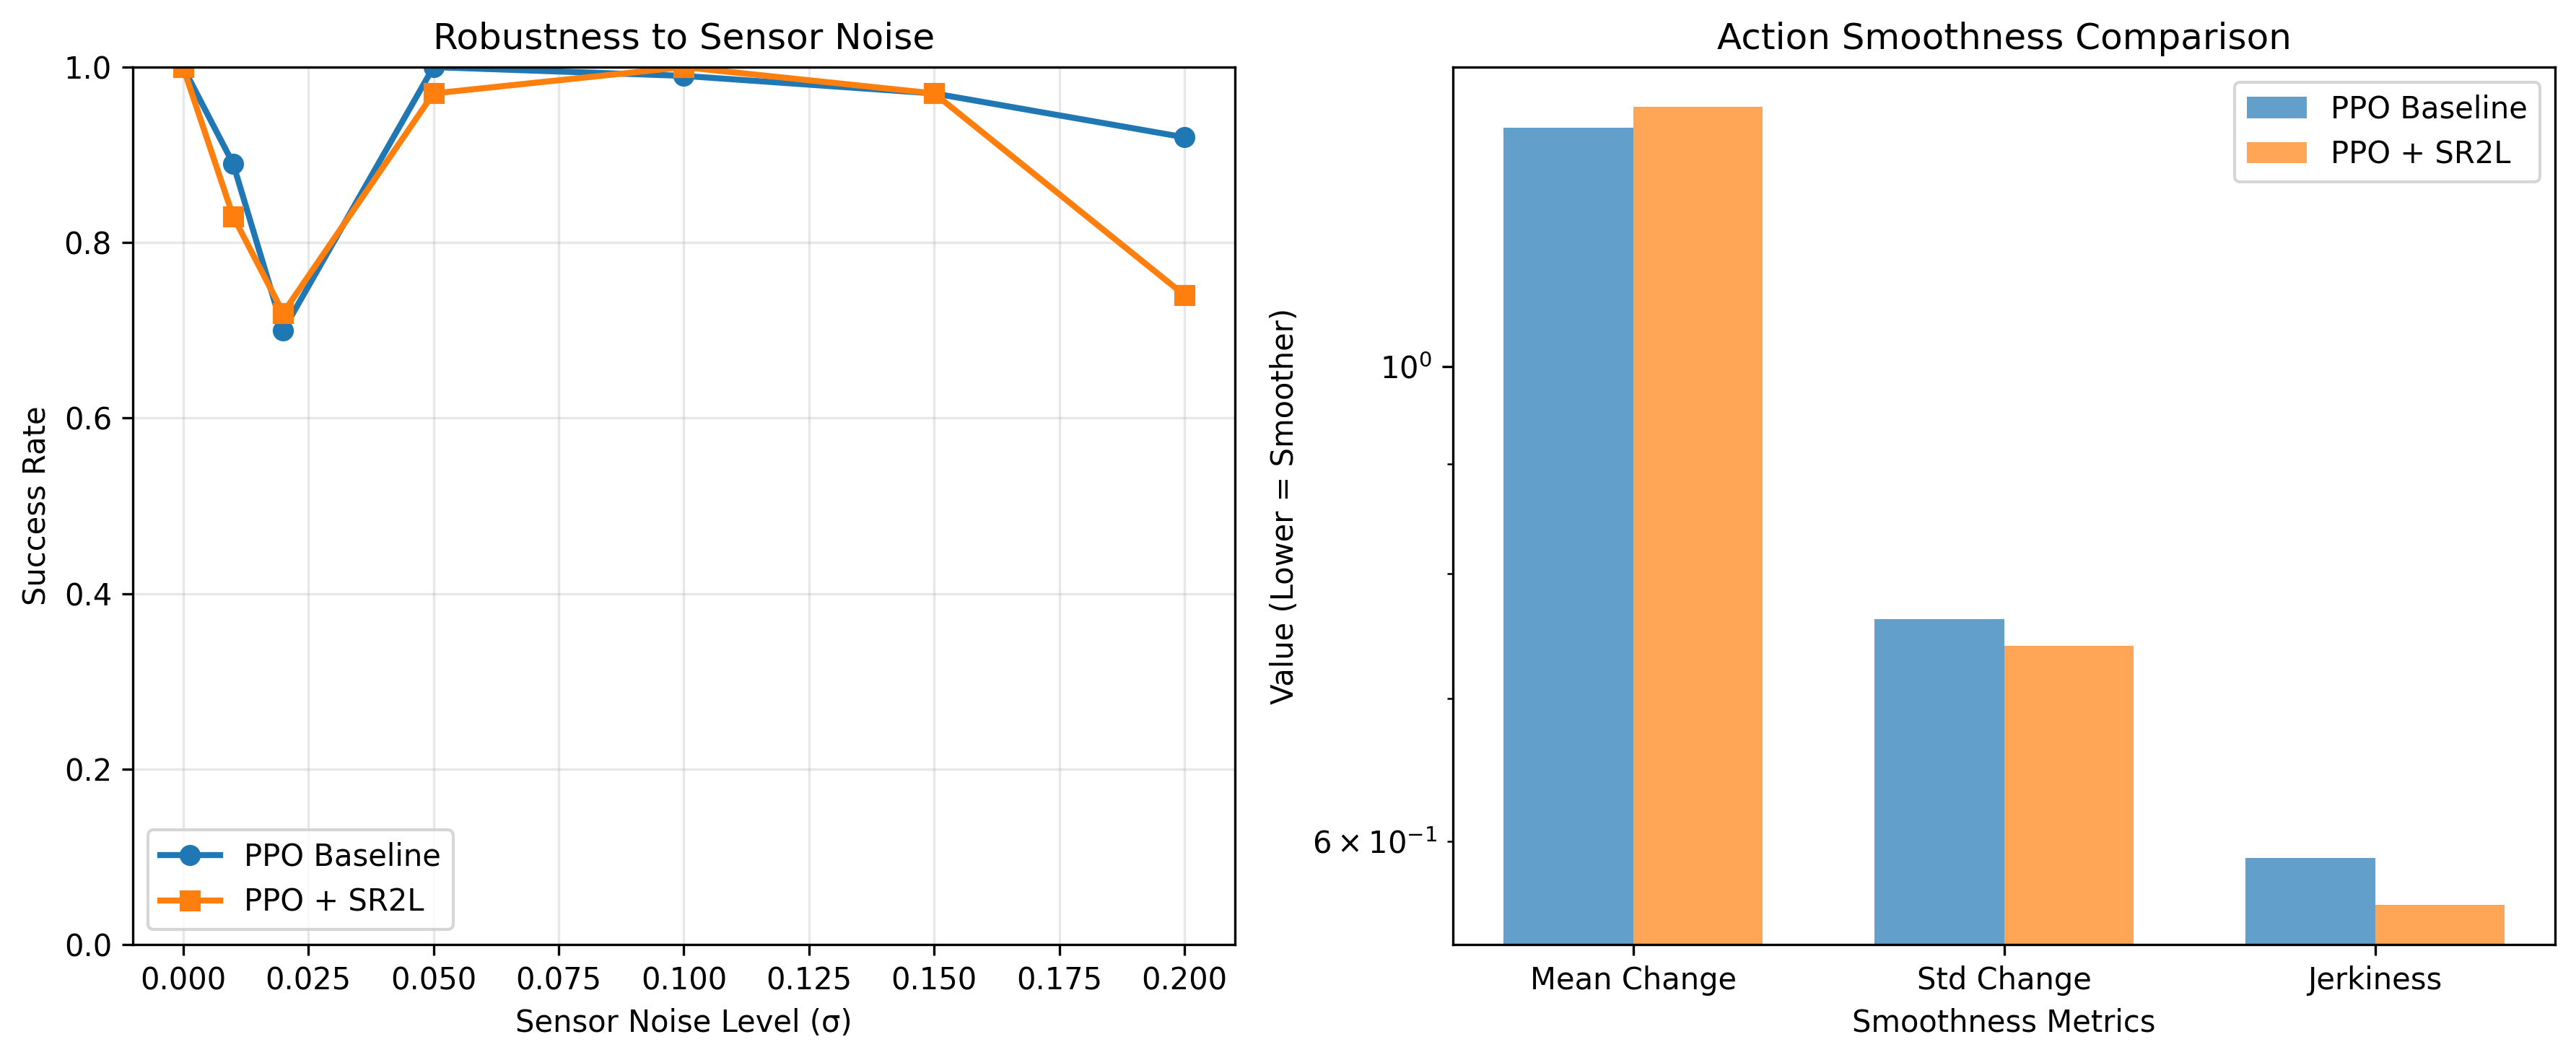 Robustness to Sensor Noise
1.0
0.8
0.6
0.4
0.2
0.0
Success Rate
PPO Baseline
PPO + SR2L
0.000 0.025 0.050 0.075 0.100 0.125 0.150 0.175 0.200
Sensor Noise Level (σ)
Action Smoothness Comparison
PPO Baseline
PPO + SR2L
10⁰
6 × 10⁻¹
Value (Lower = Smoother)
Mean Change Std Change Jerkiness
Smoothness Metrics